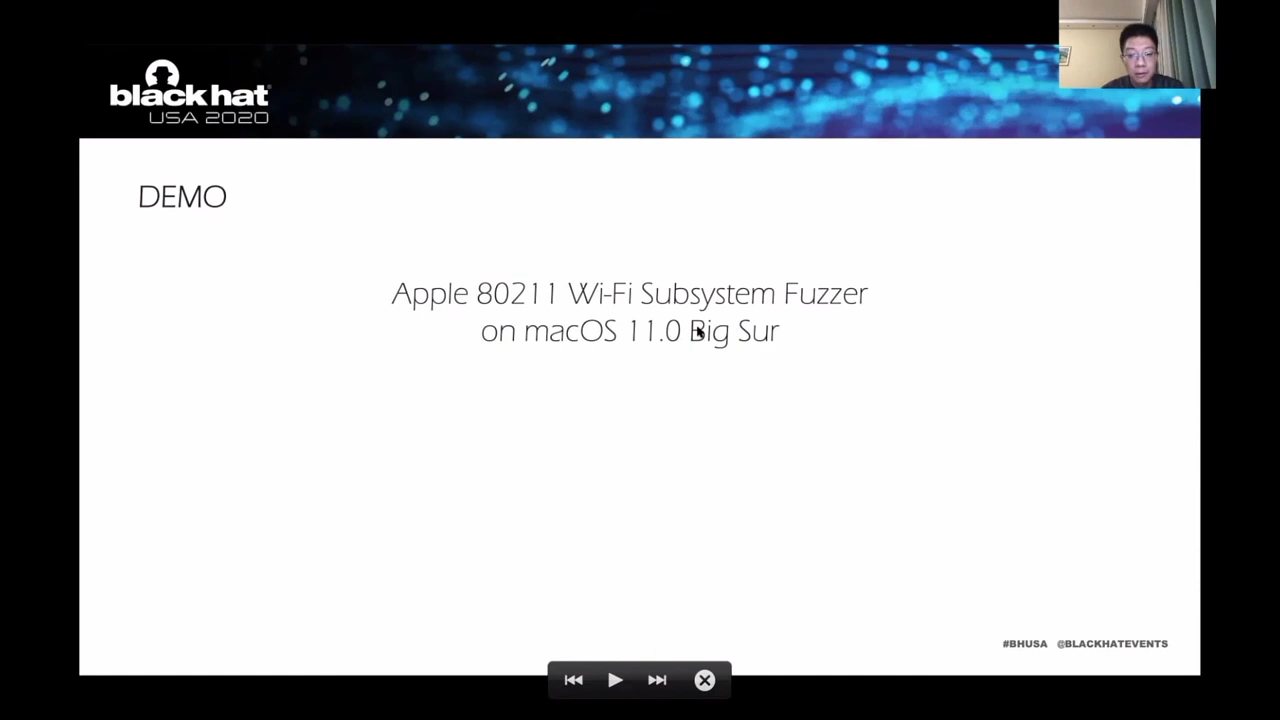 black hat
USA 2020
DEMO
Apple 80211 Wi-Fi Subsystem Fuzzer
on macOS 11.0 Big Sur
#BHUSA @BLACKHATEVENTS